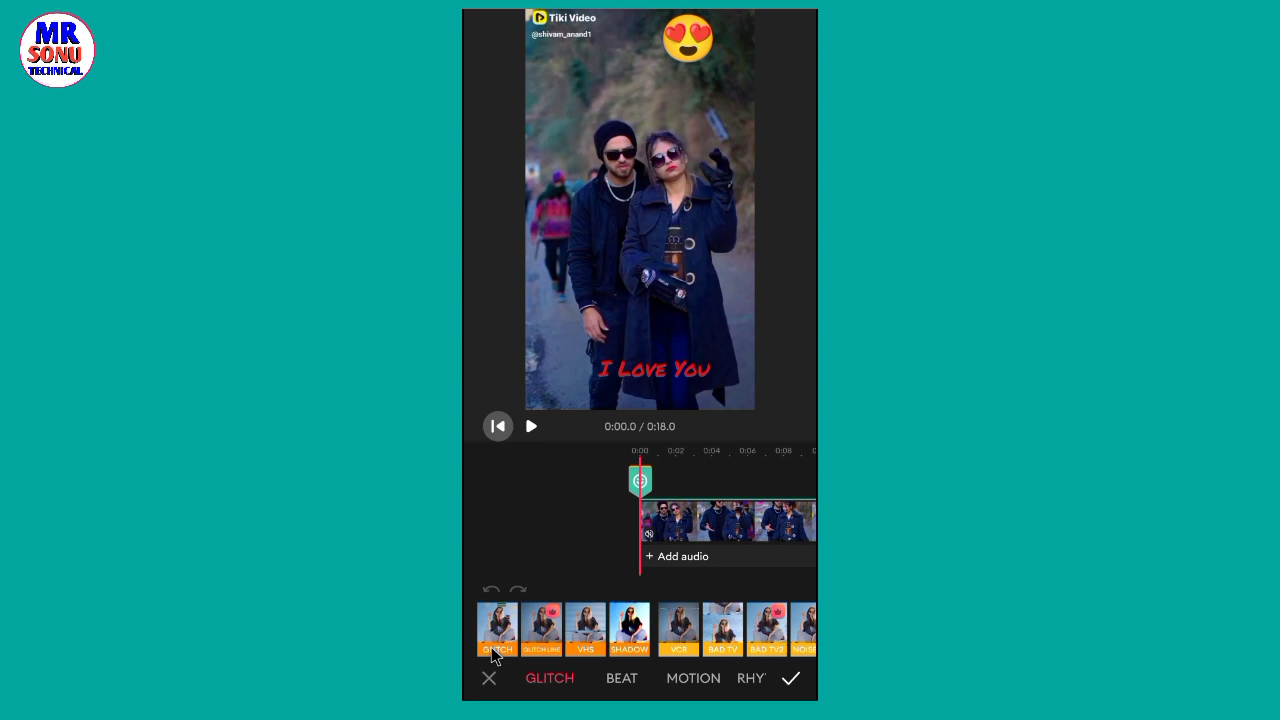 MR
SONU
TECHNICAL
Tiki Video
@shivam_anand1
I LOVE YOU
0:00.0 / 0:18.0
0:00 0:02 0:04 0:06 0:08
+ Add audio
GLITCH GLITCH LINE VHS SHADOW VCR BAD TV BAD TV2
GLITCH BEAT MOTION RHY